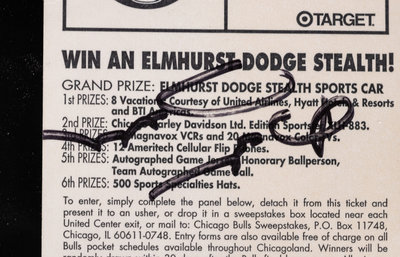 TARGET
WIN AN ELMHURST DODGE STEALTH!
GRAND PRIZE: ELMHURST DODGE STEALTH SPORTS CAR
1st PRIZES: 8 Vacations Courtesy of United Airlines, Hyatt Hotels & Resorts
and BTI
2nd PRIZE: Chicago Harley Davidson Ltd. Edition Sportster XLH-883.
3rd PRIZES: Magnavox VCRs and 20 Magnavox
4th PRIZES: 12 Ameritech Cellular Flip Phones.
5th PRIZES: Autographed Game Jersey, Honorary Ballperson,
Team Autographed Game Ball.
6th PRIZES: 500 Sports Specialties Hats.
To enter, simply complete the panel below, detach it from this ticket and
present it to an usher, or drop it in a sweepstakes box located near each
United Center exit, or mail to: Chicago Bulls Sweepstakes, P.O. Box 11748,
Chicago, IL 60611-0748. Entry forms are also available free of charge on all
Bulls pocket schedules available throughout Chicagoland. Winners will be